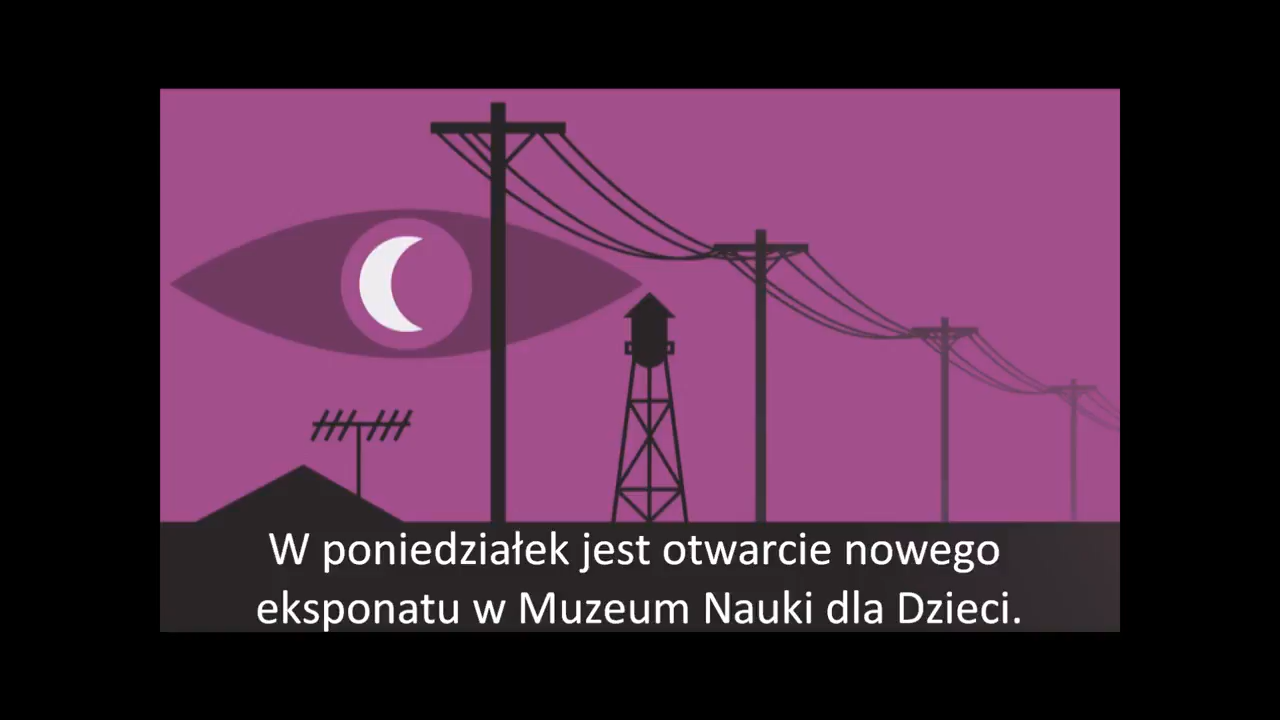 W poniedziałek jest otwarcie nowego
eksponatu w Muzeum Nauki dla Dzieci.